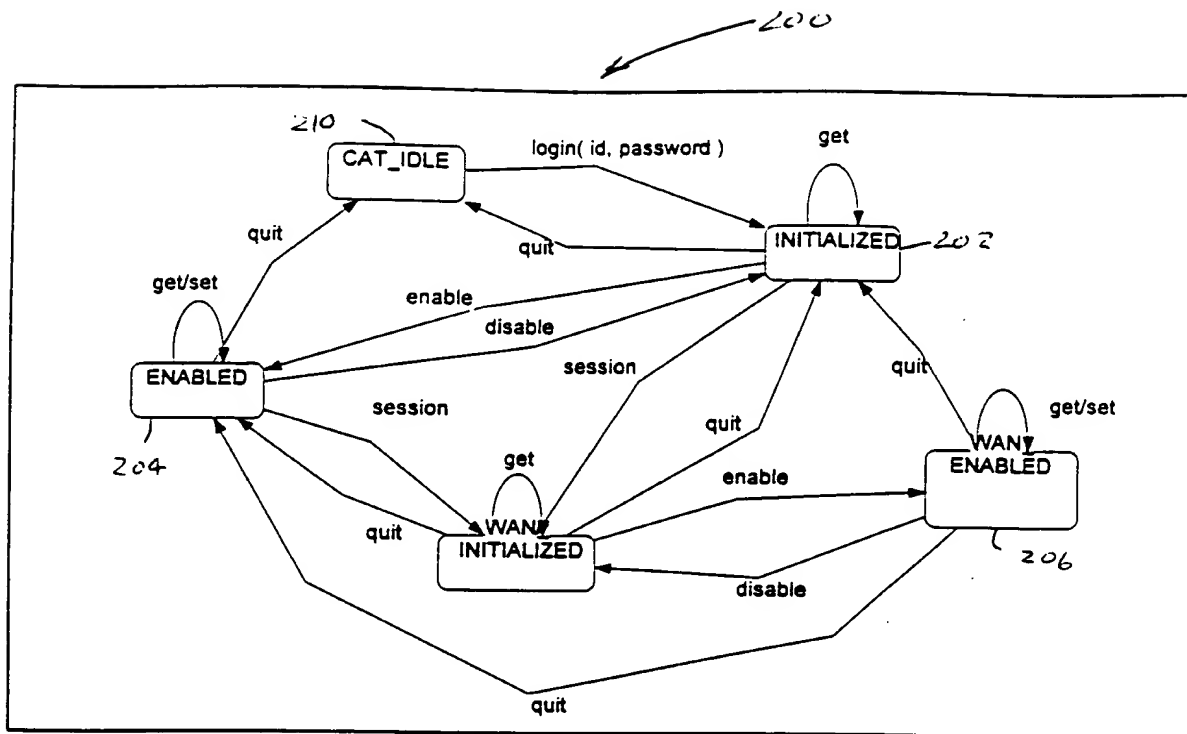 200
210
CAT_IDLE
login( id, password )
get
INITIALIZED
202
quit
quit
get/set
enable
disable
ENABLED
204
session
session
quit
quit
get/set
WAN
ENABLED
206
get
enable
WAN
INITIALIZED
quit
disable
quit